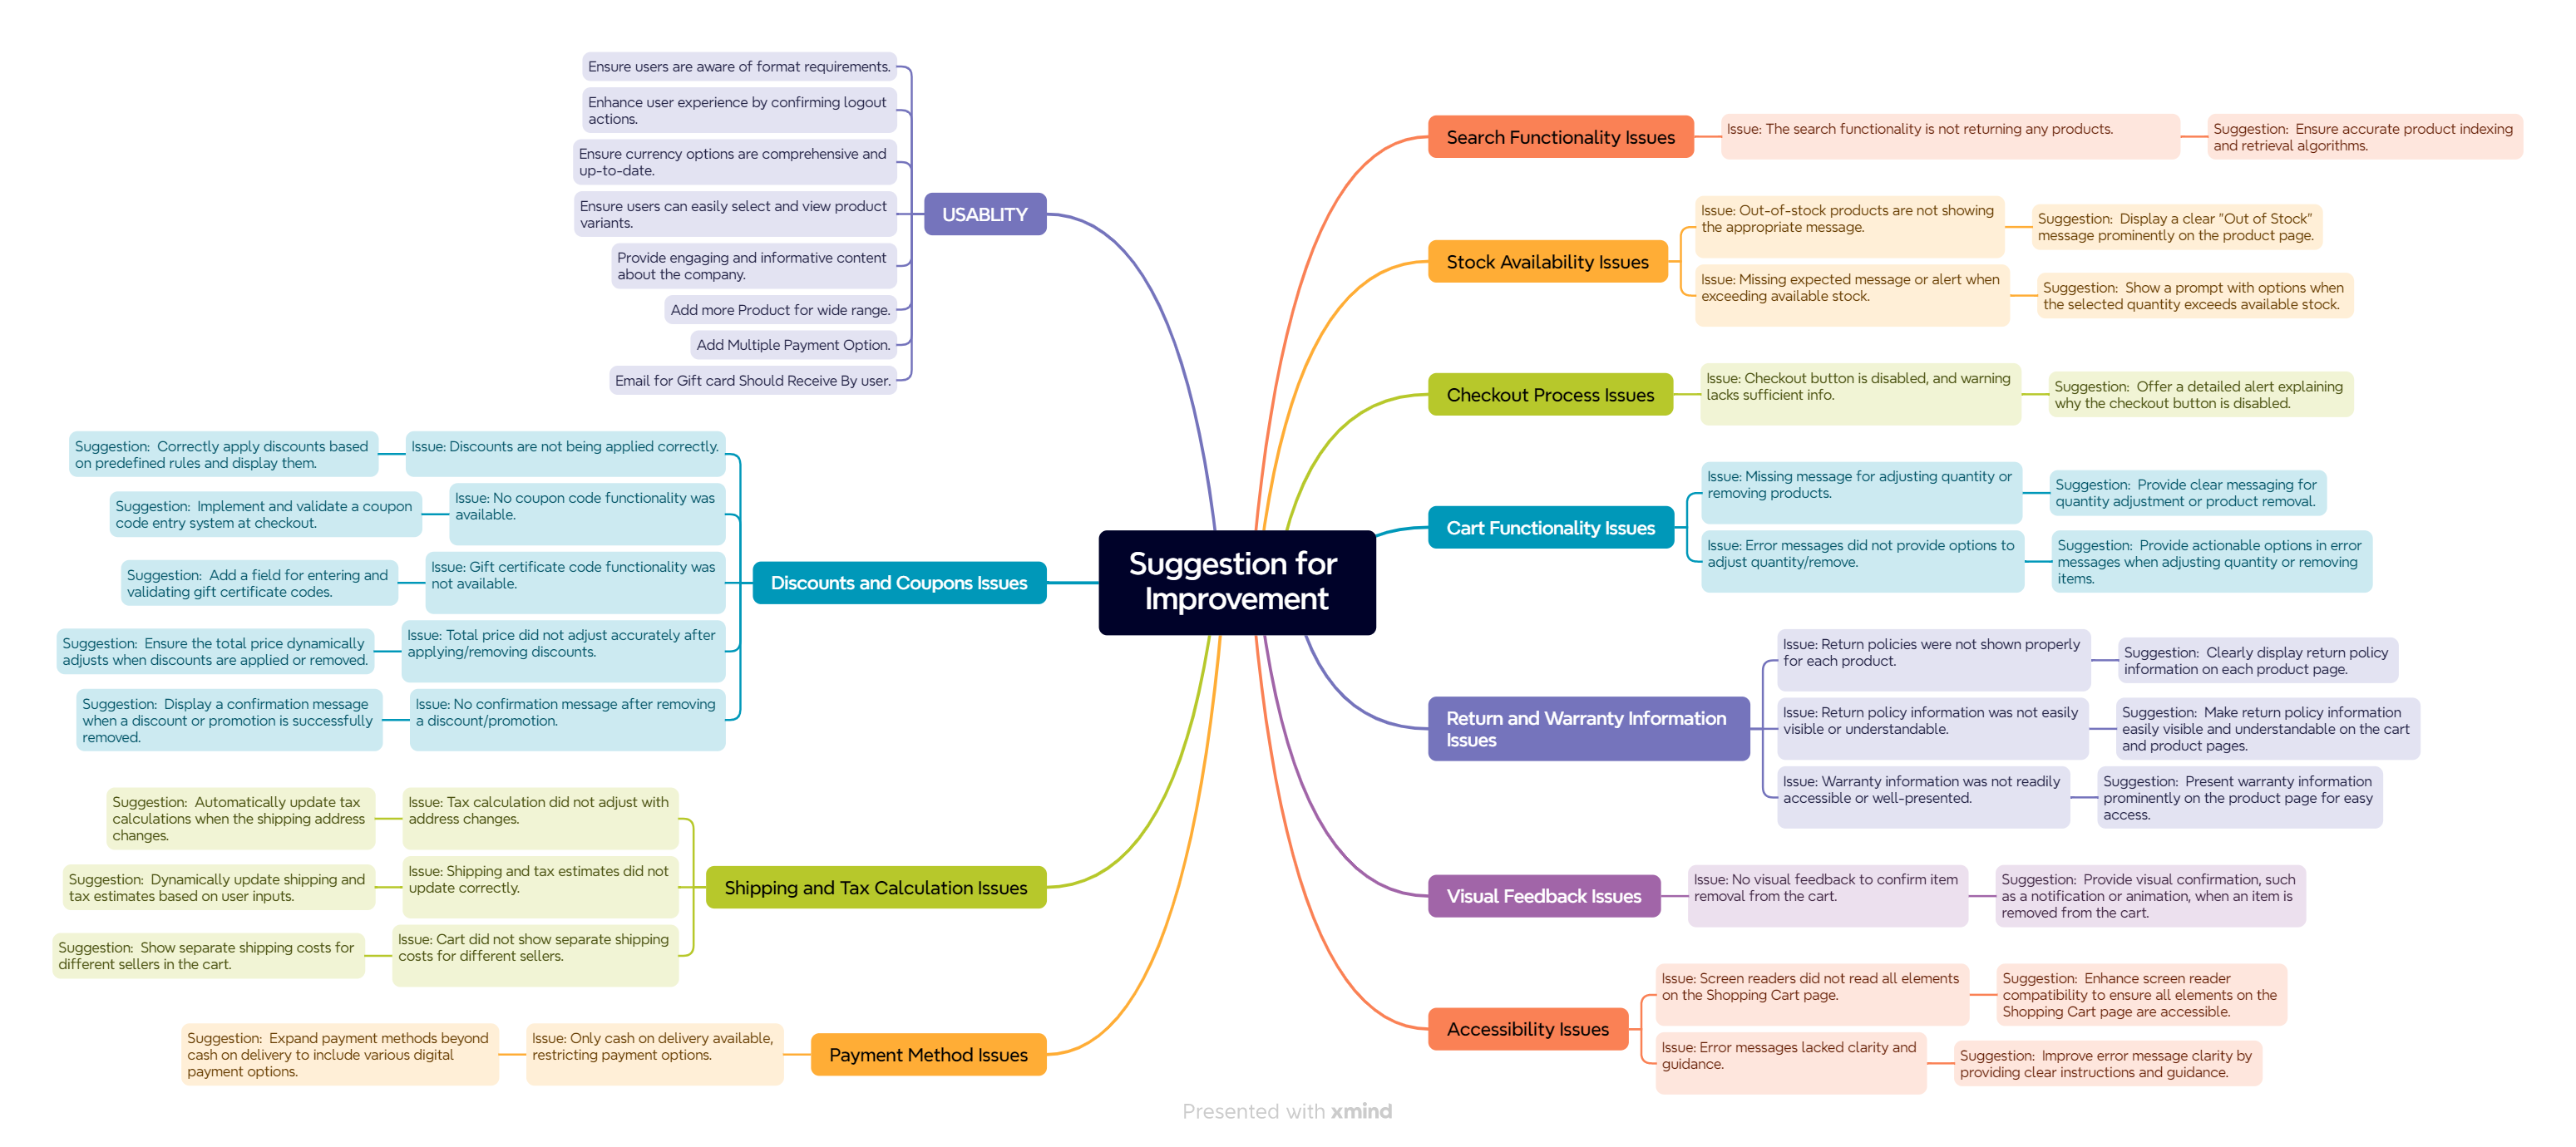 Suggestion for
Improvement
Search Functionality Issues
Issue: The search functionality is not returning any products.
Suggestion: Ensure accurate product indexing
and retrieval algorithms.
Stock Availability Issues
Issue: Out-of-stock products are not showing
the appropriate message.
Suggestion: Display a clear "Out of Stock"
message prominently on the product page.
Issue: Missing expected message or alert when
exceeding available stock.
Suggestion: Show a prompt with options when
the selected quantity exceeds available stock.
Checkout Process Issues
Issue: Checkout button is disabled, and warning
lacks sufficient info.
Suggestion: Offer a detailed alert explaining
why the checkout button is disabled.
Cart Functionality Issues
Issue: Missing message for adjusting quantity or
removing products.
Suggestion: Provide clear messaging for
quantity adjustment or product removal.
Issue: Error messages did not provide options to
adjust quantity/remove.
Suggestion: Provide actionable options in error
messages when adjusting quantity or removing
items.
Return and Warranty Information
Issues
Issue: Return policies were not shown properly
for each product.
Suggestion: Clearly display return policy
information on each product page.
Issue: Return policy information was not easily
visible or understandable.
Suggestion: Make return policy information
easily visible and understandable on the cart
and product pages.
Issue: Warranty information was not readily
accessible or well-presented.
Suggestion: Present warranty information
prominently on the product page for easy
access.
Visual Feedback Issues
Issue: No visual feedback to confirm item
removal from the cart.
Suggestion: Provide visual confirmation, such
as a notification or animation, when an item is
removed from the cart.
Accessibility Issues
Issue: Screen readers did not read all elements
on the Shopping Cart page.
Suggestion: Enhance screen reader
compatibility to ensure all elements on the
Shopping Cart page are accessible.
Issue: Error messages lacked clarity and
guidance.
Suggestion: Improve error message clarity by
providing clear instructions and guidance.
USABLITY
Ensure users are aware of format requirements.
Enhance user experience by confirming logout
actions.
Ensure currency options are comprehensive and
up-to-date.
Ensure users can easily select and view product
variants.
Provide engaging and informative content
about the company.
Add more Product for wide range.
Add Multiple Payment Option.
Email for Gift card Should Receive By user.
Discounts and Coupons Issues
Issue: Discounts are not being applied correctly.
Suggestion: Correctly apply discounts based
on predefined rules and display them.
Issue: No coupon code functionality was
available.
Suggestion: Implement and validate a coupon
code entry system at checkout.
Issue: Gift certificate code functionality was
not available.
Suggestion: Add a field for entering and
validating gift certificate codes.
Issue: Total price did not adjust accurately after
applying/removing discounts.
Suggestion: Ensure the total price dynamically
adjusts when discounts are applied or removed.
Issue: No confirmation message after removing
a discount/promotion.
Suggestion: Display a confirmation message
when a discount or promotion is successfully
removed.
Shipping and Tax Calculation Issues
Issue: Tax calculation did not adjust with
address changes.
Suggestion: Automatically update tax
calculations when the shipping address
changes.
Issue: Shipping and tax estimates did not
update correctly.
Suggestion: Dynamically update shipping and
tax estimates based on user inputs.
Issue: Cart did not show separate shipping
costs for different sellers.
Suggestion: Show separate shipping costs for
different sellers in the cart.
Payment Method Issues
Issue: Only cash on delivery available,
restricting payment options.
Suggestion: Expand payment methods beyond
cash on delivery to include various digital
payment options.
Presented with xmind